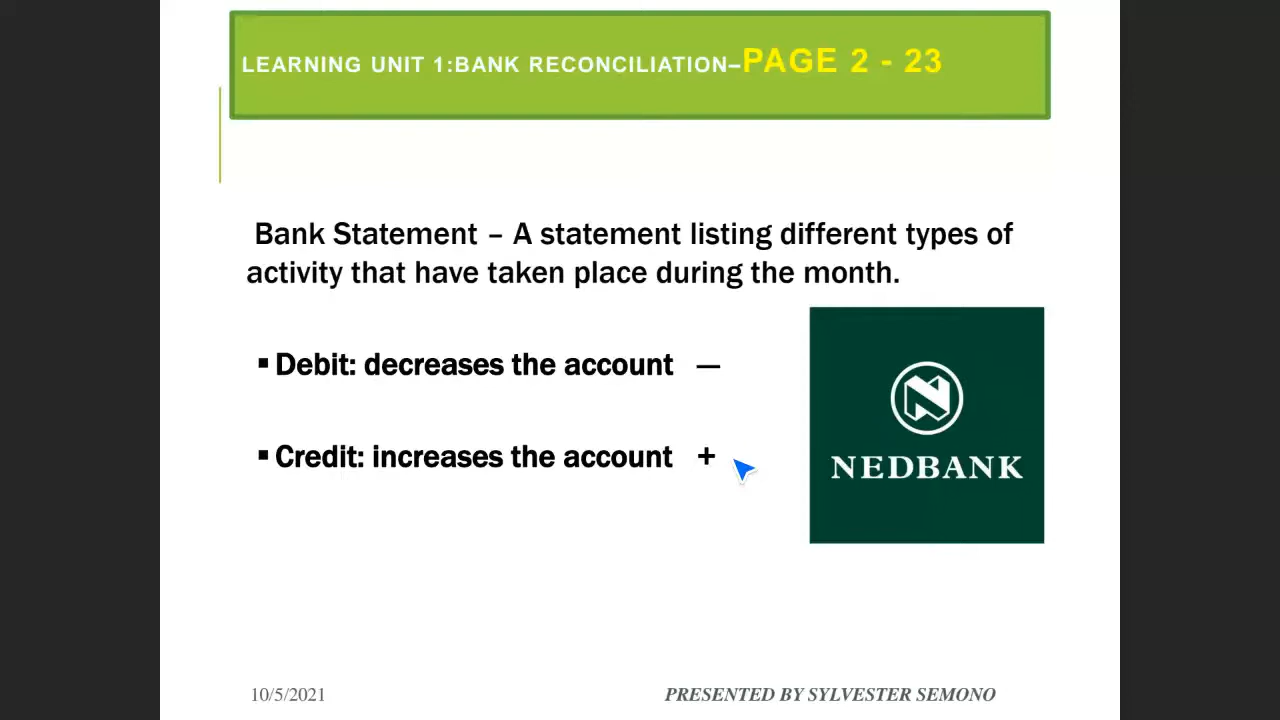 LEARNING UNIT 1:BANK RECONCILIATION–PAGE 2 - 23
Bank Statement – A statement listing different types of
activity that have taken place during the month.
▪ Debit: decreases the account —
▪ Credit: increases the account +
NEDBANK
10/5/2021 PRESENTED BY SYLVESTER SEMONO